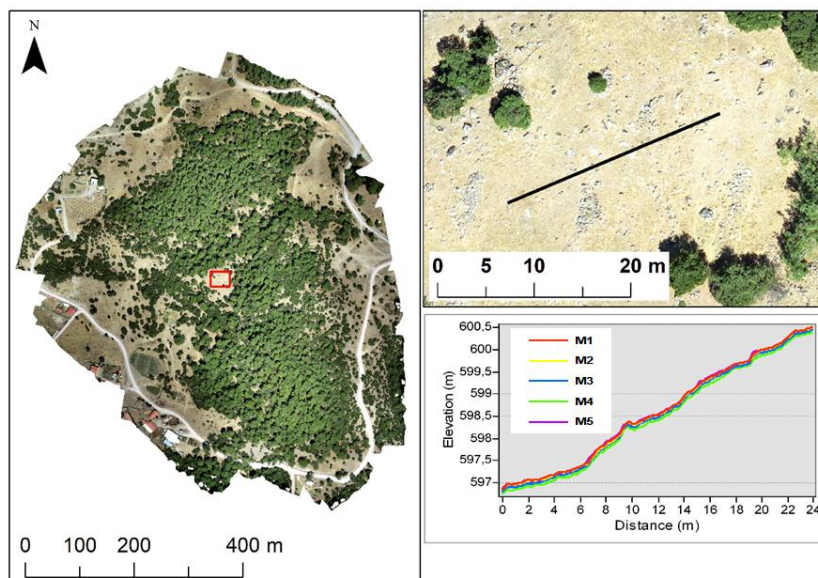 N
0 100 200 400 m
0 5 10 20 m
600,5
600
599,5
599
598,5
598
597,5
597
Elevation (m)
M1
M2
M3
M4
M5
0 2 4 6 8 10 12 14 16 18 20 22 24
Distance (m)